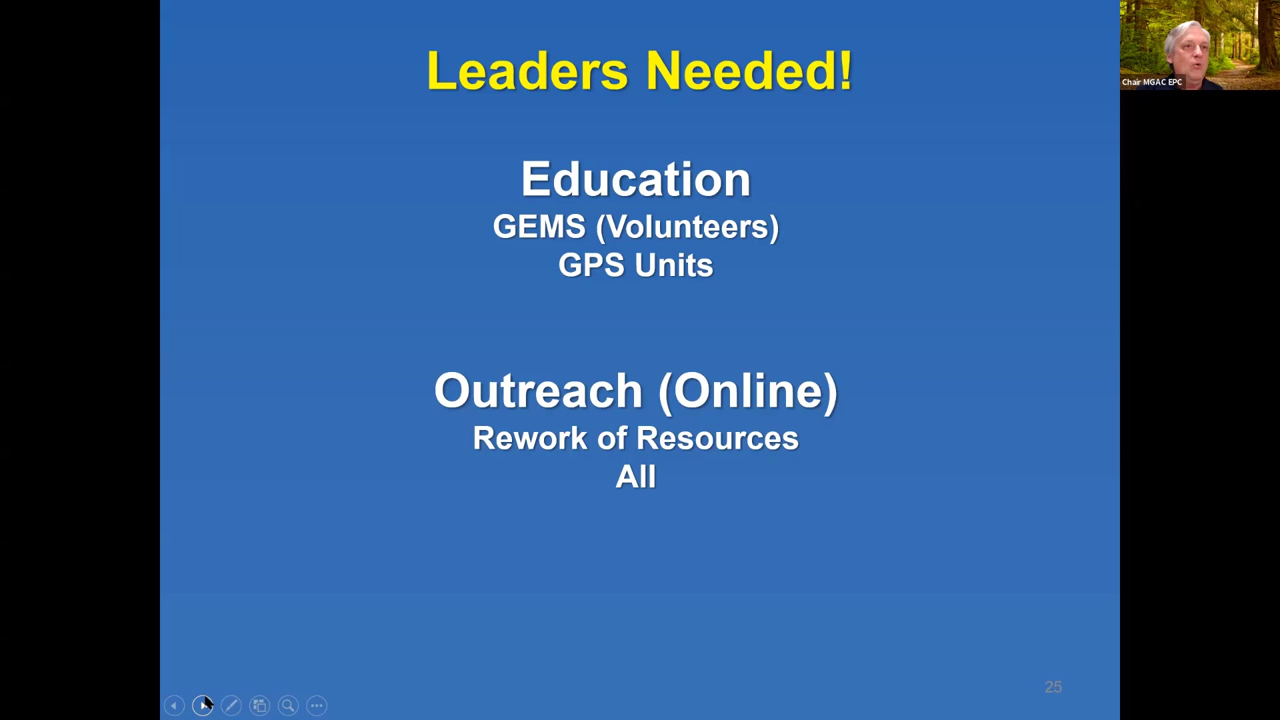 Leaders Needed!
Chair MGAC EPC
Education
GEMS (Volunteers)
GPS Units
Outreach (Online)
Rework of Resources
All
25